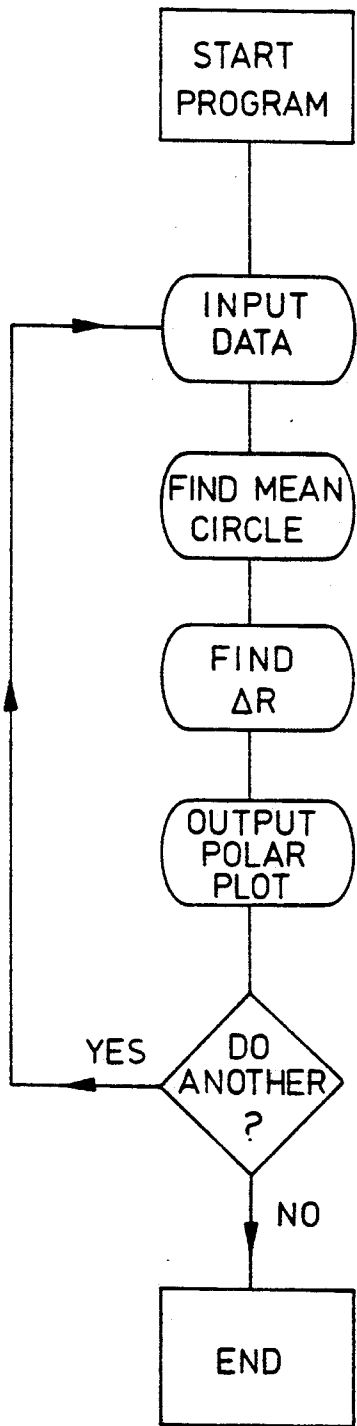 START
PROGRAM
INPUT
DATA
FIND MEAN
CIRCLE
FIND
ΔR
OUTPUT
POLAR
PLOT
YES
DO
ANOTHER
?
NO
END